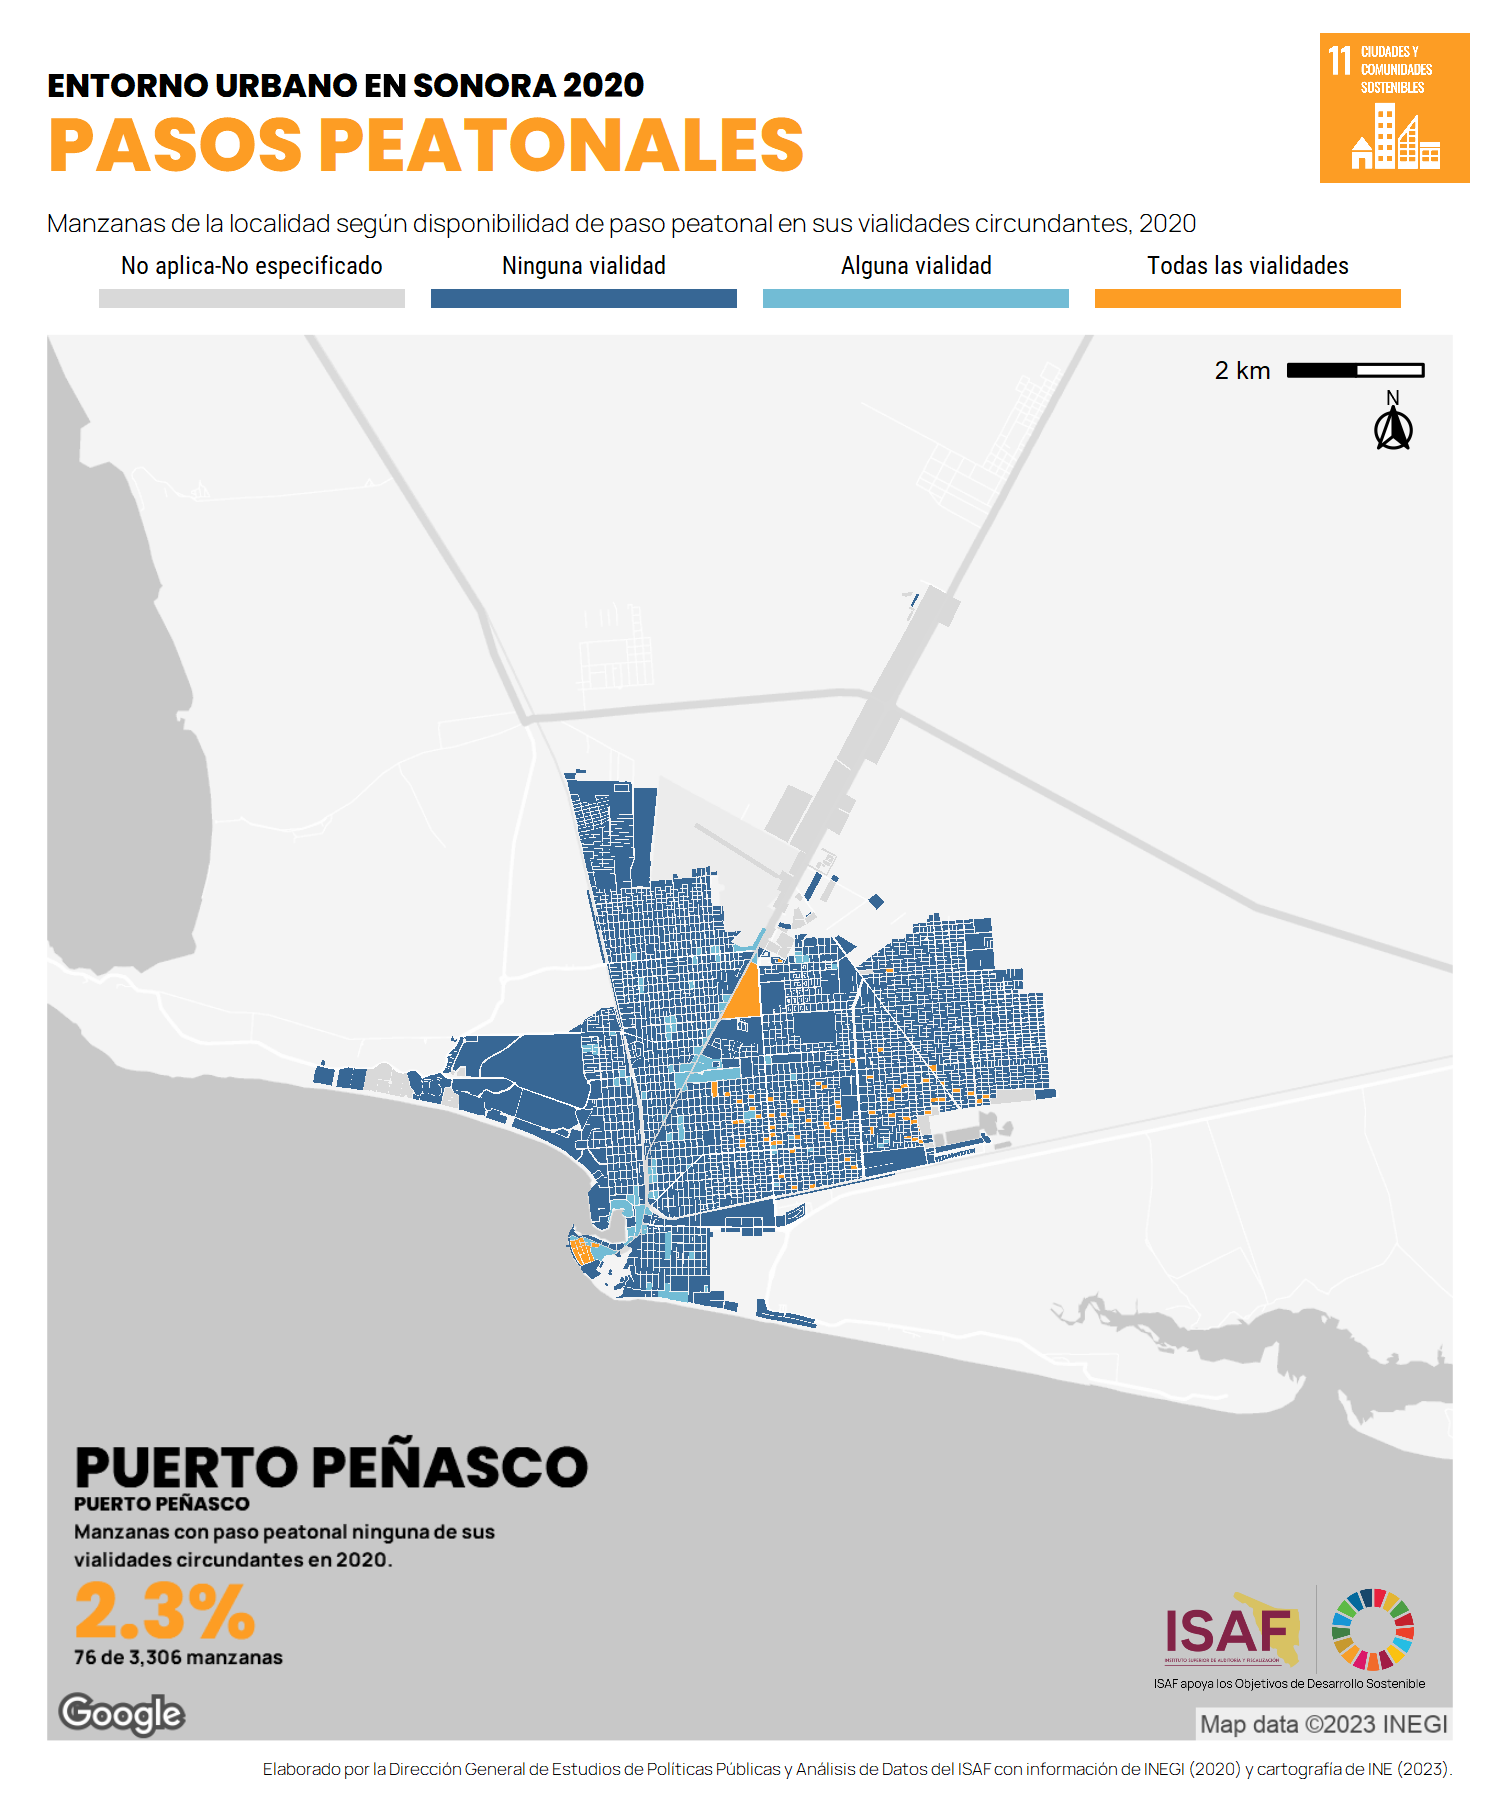 ENTORNO URBANO EN SONORA 2020
PASOS PEATONALES
11 CIUDADES Y
COMUNIDADES
SOSTENIBLES
Manzanas de la localidad según disponibilidad de paso peatonal en sus vialidades circundantes, 2020
No aplica-No especificado
Ninguna vialidad
Alguna vialidad
Todas las vialidades
2 km
N
PUERTO PEÑASCO
PUERTO PEÑASCO
Manzanas con paso peatonal ninguna de sus
vialidades circundantes en 2020.
2.3%
76 de 3,306 manzanas
ISAF
INSTITUTO SUPERIOR DE AUDITORÍA Y FISCALIZACIÓN
ISAF apoya los Objetivos de Desarrollo Sostenible
Google
Map data ©2023 INEGI
Elaborado por la Dirección General de Estudios de Políticas Públicas y Análisis de Datos del ISAF con información de INEGI (2020) y cartografía de INE (2023).